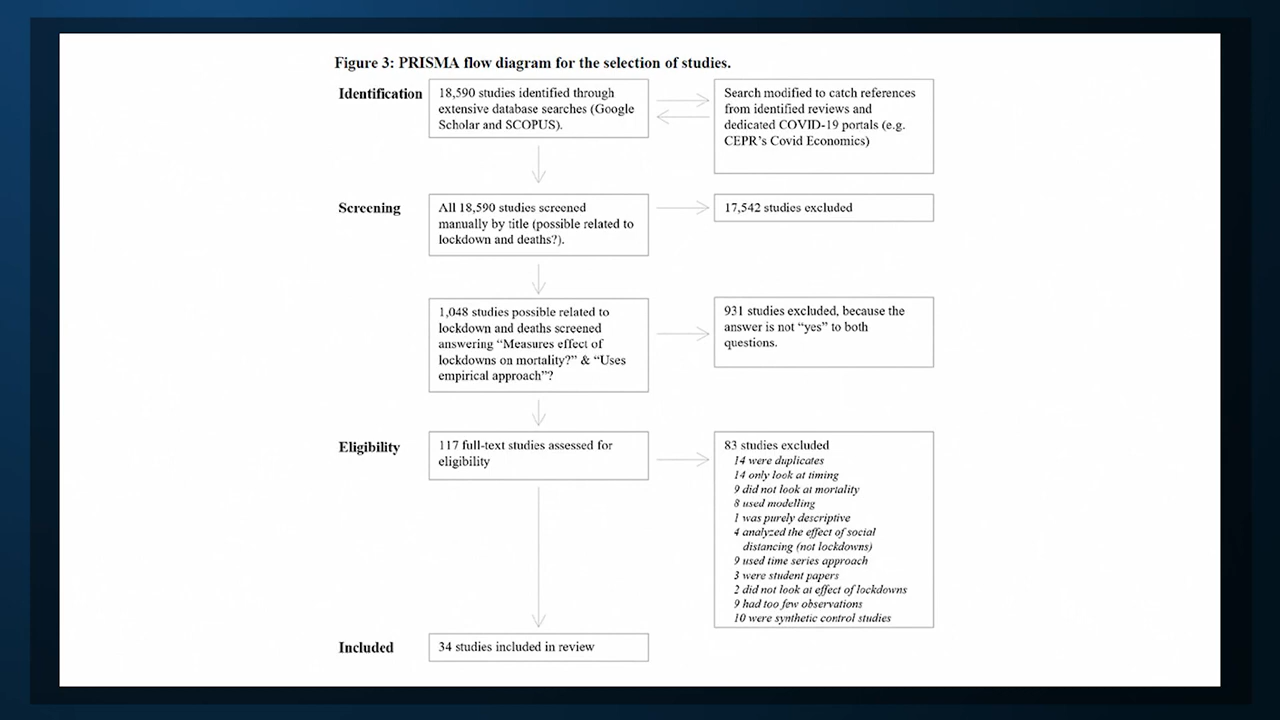 Figure 3: PRISMA flow diagram for the selection of studies.
Identification
18,590 studies identified through
extensive database searches (Google
Scholar and SCOPUS).
Search modified to catch references
from identified reviews and
dedicated COVID-19 portals (e.g.
CEPR's Covid Economics)
Screening
All 18,590 studies screened
manually by title (possible related to
lockdown and deaths?).
17,542 studies excluded
1,048 studies possible related to
lockdown and deaths screened
answering “Measures effect of
lockdowns on mortality?” & “Uses
empirical approach”?
931 studies excluded, because the
answer is not “yes” to both
questions.
Eligibility
117 full-text studies assessed for
eligibility
83 studies excluded
14 were duplicates
14 only look at timing
9 did not look at mortality
8 used modelling
1 was purely descriptive
4 analyzed the effect of social
distancing (not lockdowns)
9 used time series approach
3 were student papers
2 did not look at effect of lockdowns
9 had too few observations
10 were synthetic control studies
Included
34 studies included in review